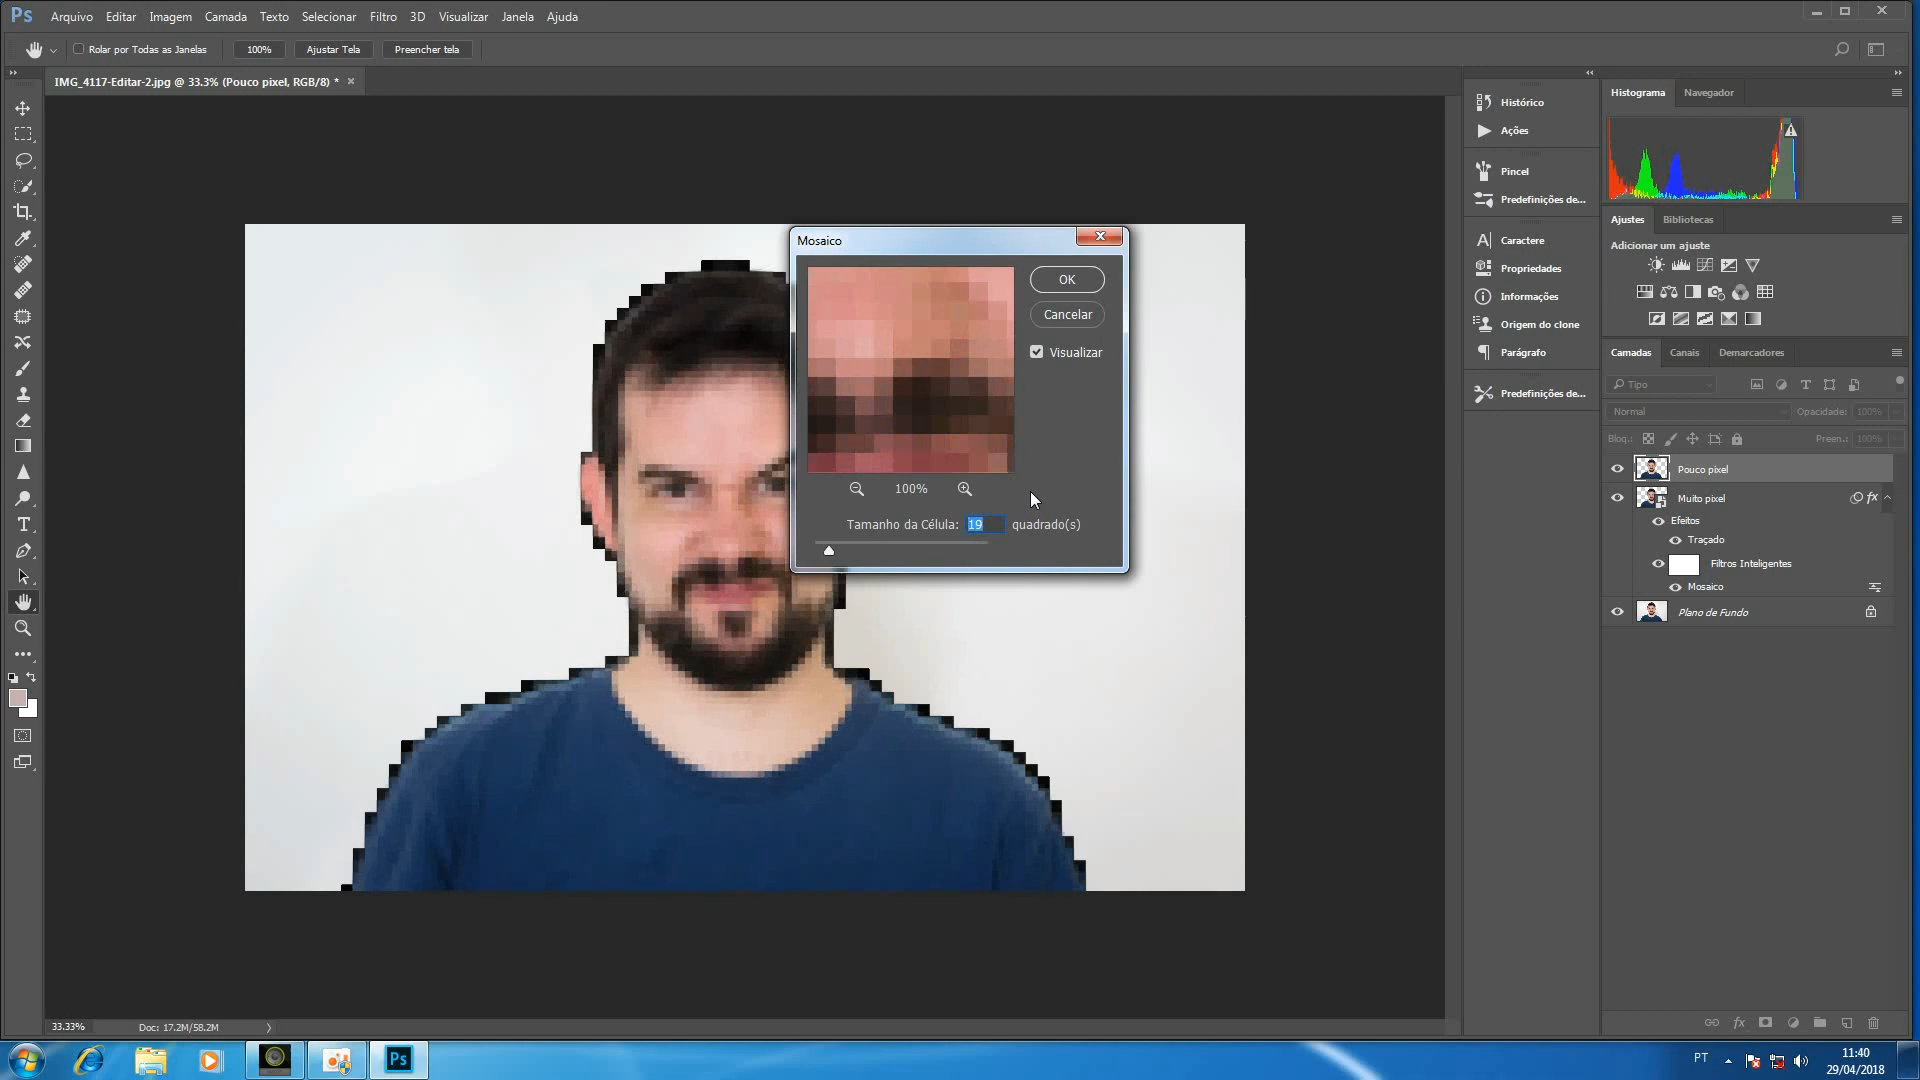 Ps Arquivo Editar Imagem Camada Texto Selecionar Filtro 3D Visualizar Janela Ajuda
Rolar por Todas as Janelas 100% Ajustar Tela Preencher tela
IMG_4117-Editar-2.jpg @ 33.3% (Pouco pixel, RGB/8) *
Histograma Navegador
Histórico
Ações
Pincel
Predefinições de...
Caractere
Propriedades
Informações
Origem do clone
Parágrafo
Predefinições de...
Ajustes Bibliotecas
Adicionar um ajuste
Camadas Canais Demarcadores
Tipo
Normal Opacidade: 100%
Bloq.: Preen.: 100%
Pouco pixel
Muito pixel fx
Efeitos
Traçado
Filtros Inteligentes
Mosaico
Plano de Fundo
Mosaico
OK
Cancelar
Visualizar
100%
Tamanho da Célula: 19 quadrado(s)
33.33% Doc: 17.2M/58.2M
fx
Ps
PT
11:40
29/04/2018